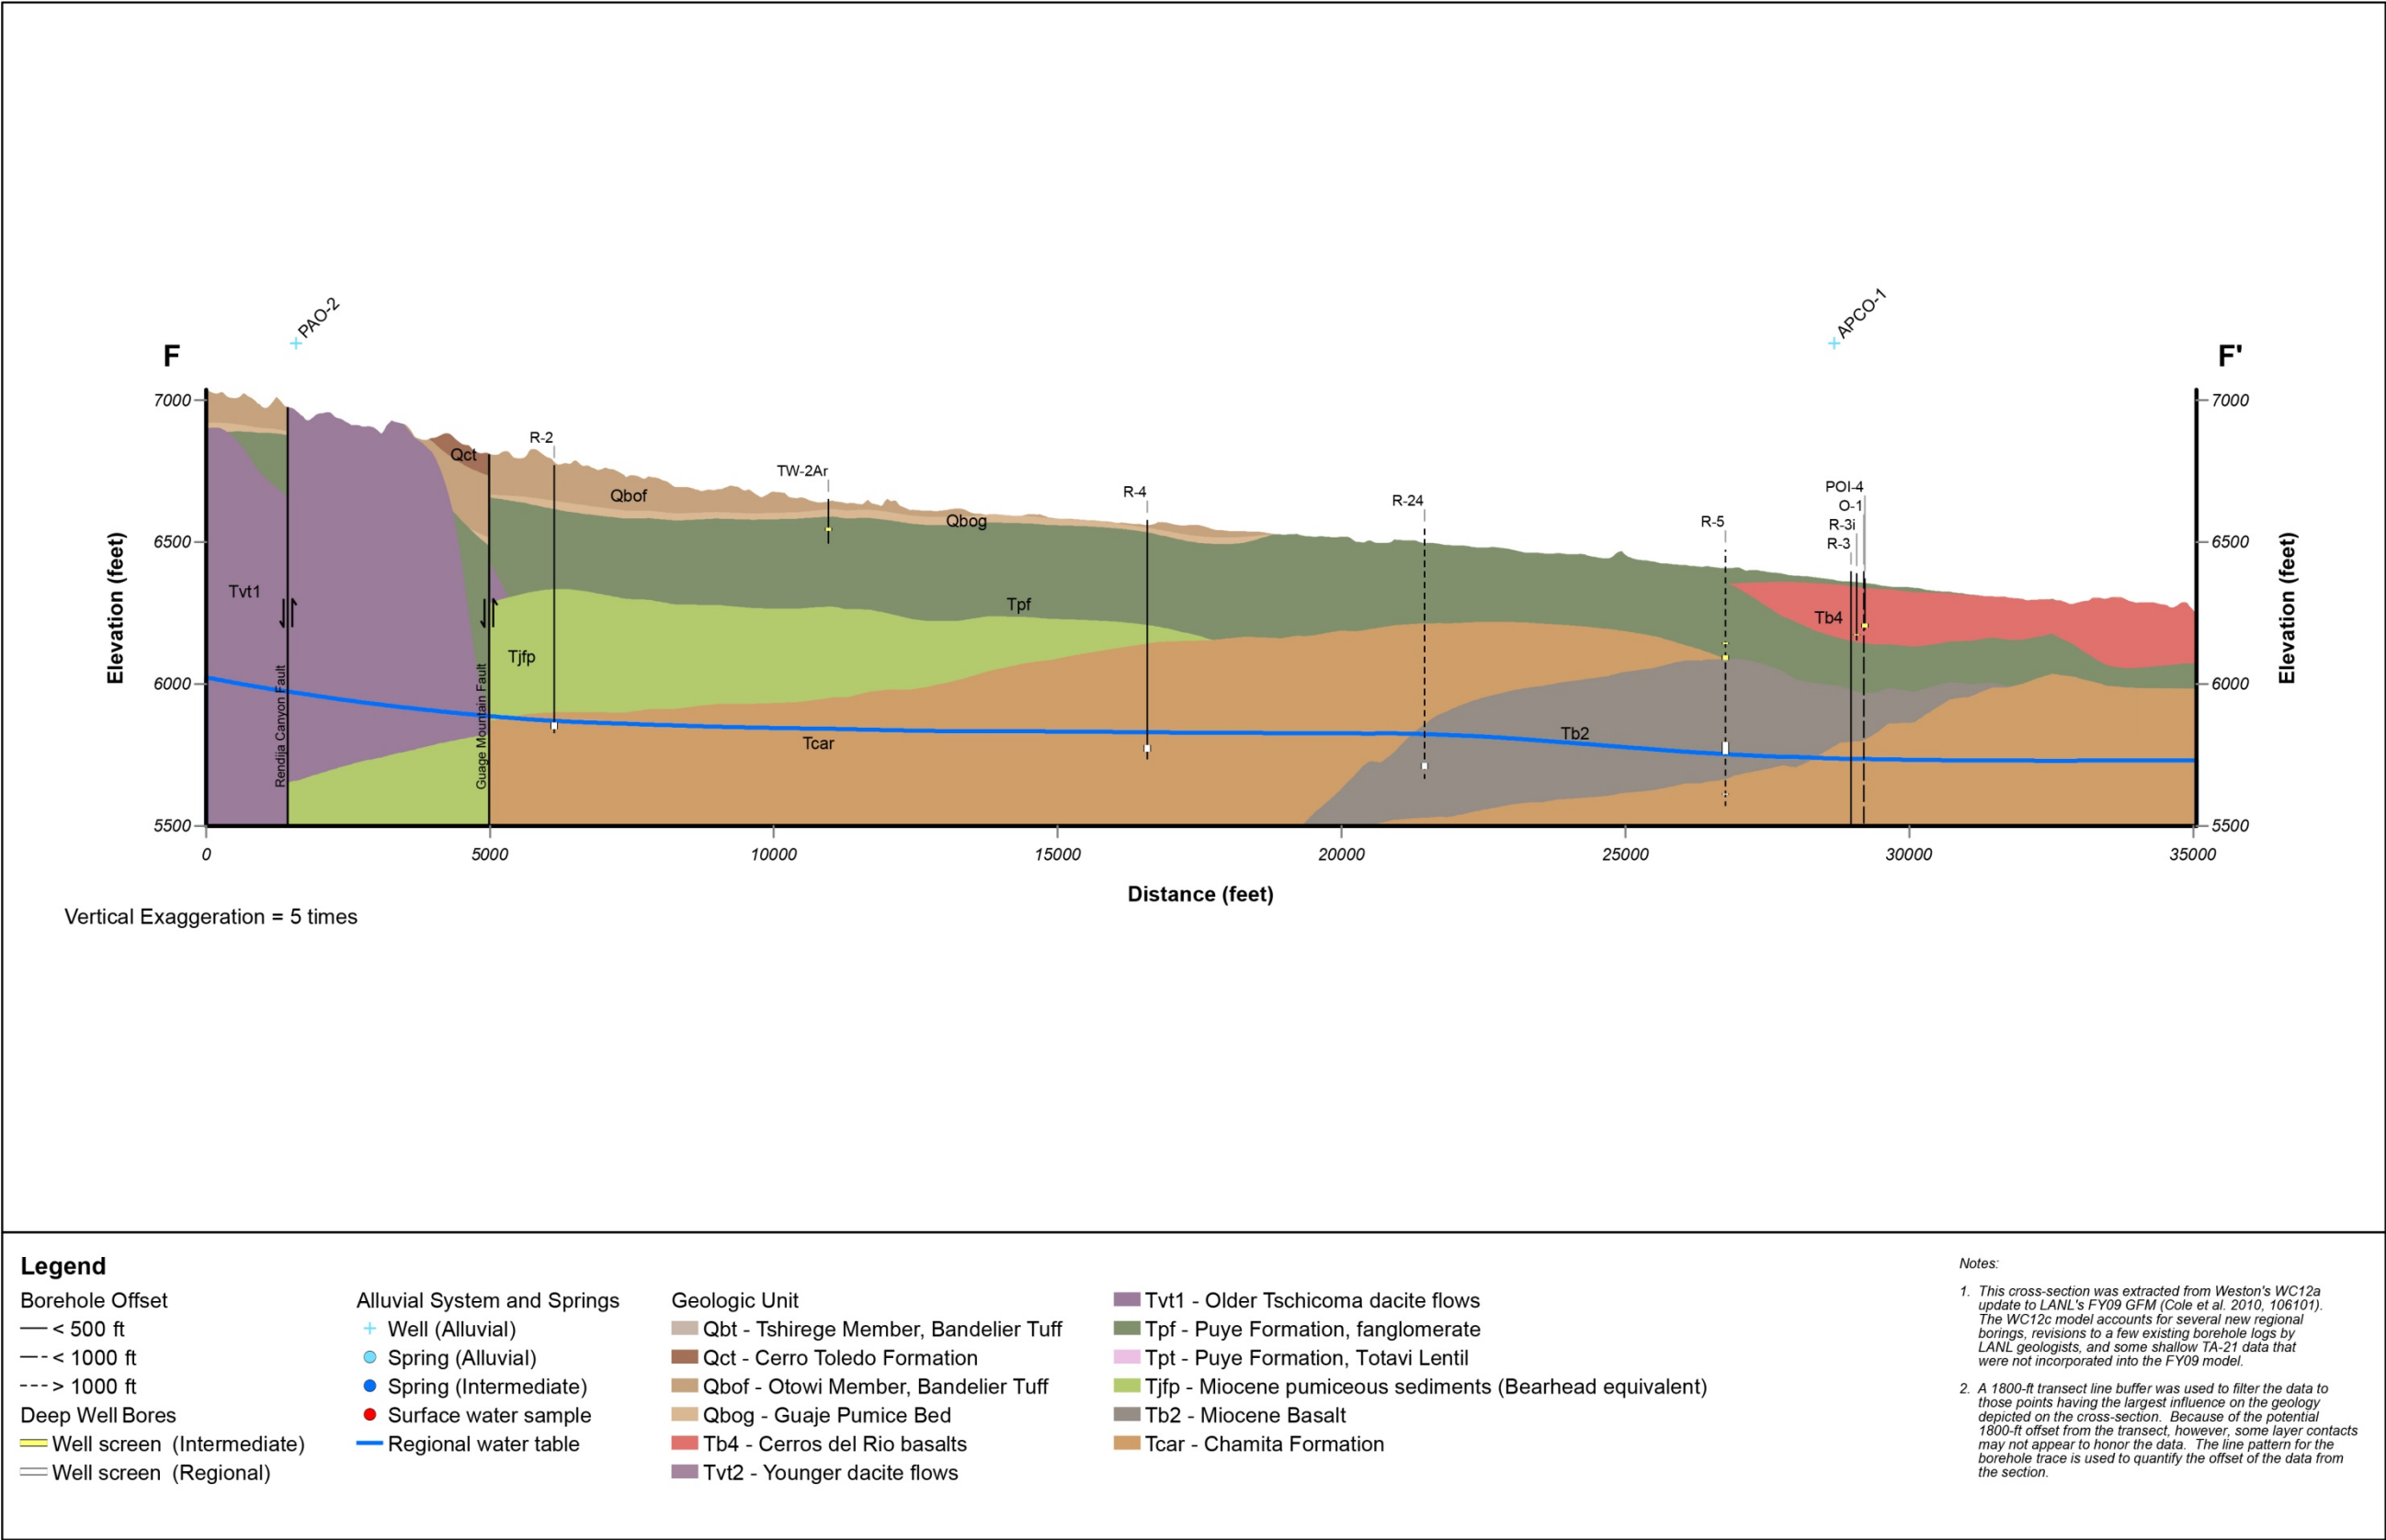 PAO-2
APCO-1
F
F'
7000
7000
R-2
Qct
TW-2Ar
POI-4
Qbof
R-4
R-24
O-1
Qbog
R-5
R-3i
6500
6500
R-3
Elevation (feet)
Elevation (feet)
Tvt1
Tpf
Tb4
Tjfp
Rendija Canyon Fault
Guage Mountain Fault
6000
6000
Tcar
Tb2
5500
5500
0
5000
10000
15000
20000
25000
30000
35000
Distance (feet)
Vertical Exaggeration = 5 times
Legend
Borehole Offset
< 500 ft
< 1000 ft
> 1000 ft
Deep Well Bores
Well screen (Intermediate)
Well screen (Regional)
Alluvial System and Springs
Well (Alluvial)
Spring (Alluvial)
Spring (Intermediate)
Surface water sample
Regional water table
Geologic Unit
Qbt - Tshirege Member, Bandelier Tuff
Qct - Cerro Toledo Formation
Qbof - Otowi Member, Bandelier Tuff
Qbog - Guaje Pumice Bed
Tb4 - Cerros del Rio basalts
Tvt2 - Younger dacite flows
Tvt1 - Older Tschicoma dacite flows
Tpf - Puye Formation, fanglomerate
Tpt - Puye Formation, Totavi Lentil
Tjfp - Miocene pumiceous sediments (Bearhead equivalent)
Tb2 - Miocene Basalt
Tcar - Chamita Formation
Notes:
1. This cross-section was extracted from Weston's WC12a
update to LANL's FY09 GFM (Cole et al. 2010, 106101).
The WC12c model accounts for several new regional
borings, revisions to a few existing borehole logs by
LANL geologists, and some shallow TA-21 data that
were not incorporated into the FY09 model.
2. A 1800-ft transect line buffer was used to filter the data to
those points having the largest influence on the geology
depicted on the cross-section. Because of the potential
1800-ft offset from the transect, however, some layer contacts
may not appear to honor the data. The line pattern for the
borehole trace is used to quantify the offset of the data from
the section.